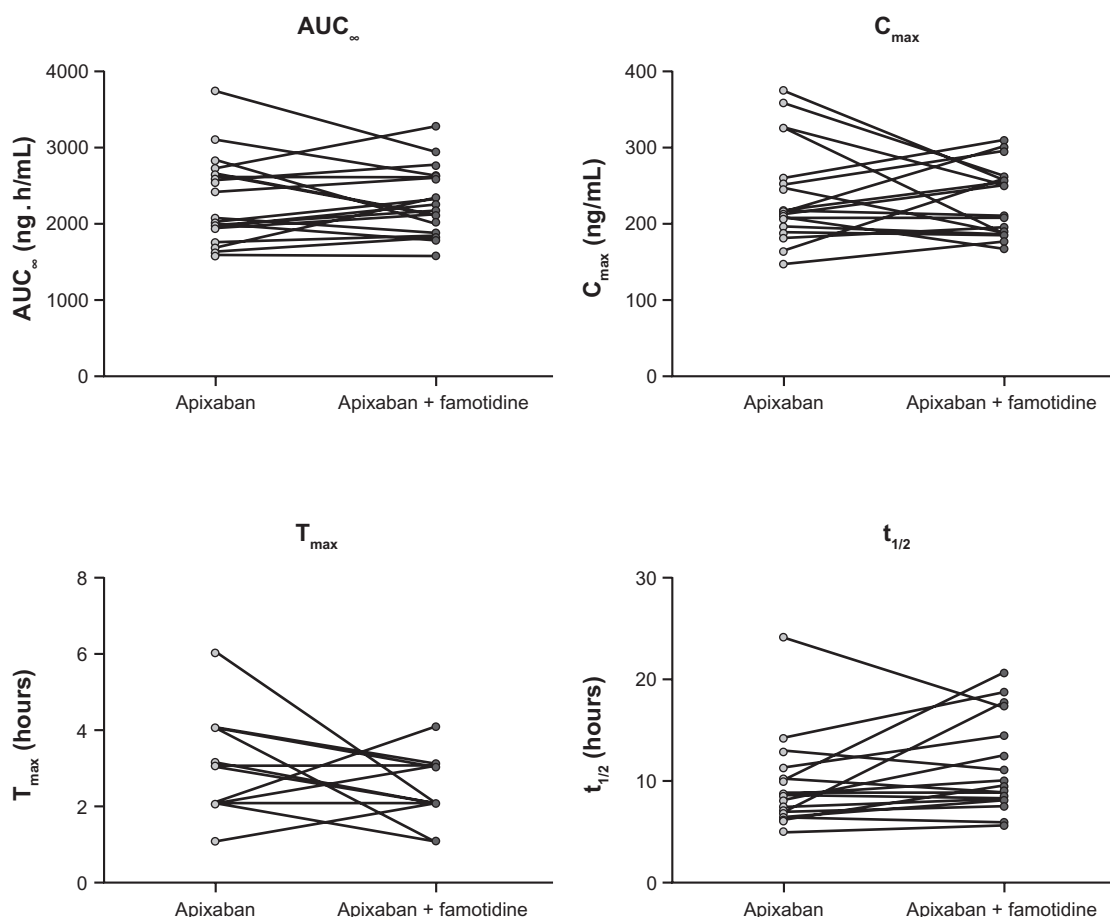 AUC∞
AUC∞ (ng.h/mL)
4000
3000
2000
1000
0
Apixaban
Apixaban + famotidine
Cmax
Cmax (ng/mL)
400
300
200
100
0
Apixaban
Apixaban + famotidine
Tmax
Tmax (hours)
8
6
4
2
0
Apixaban
Apixaban + famotidine
t1/2
t1/2 (hours)
30
20
10
0
Apixaban
Apixaban + famotidine